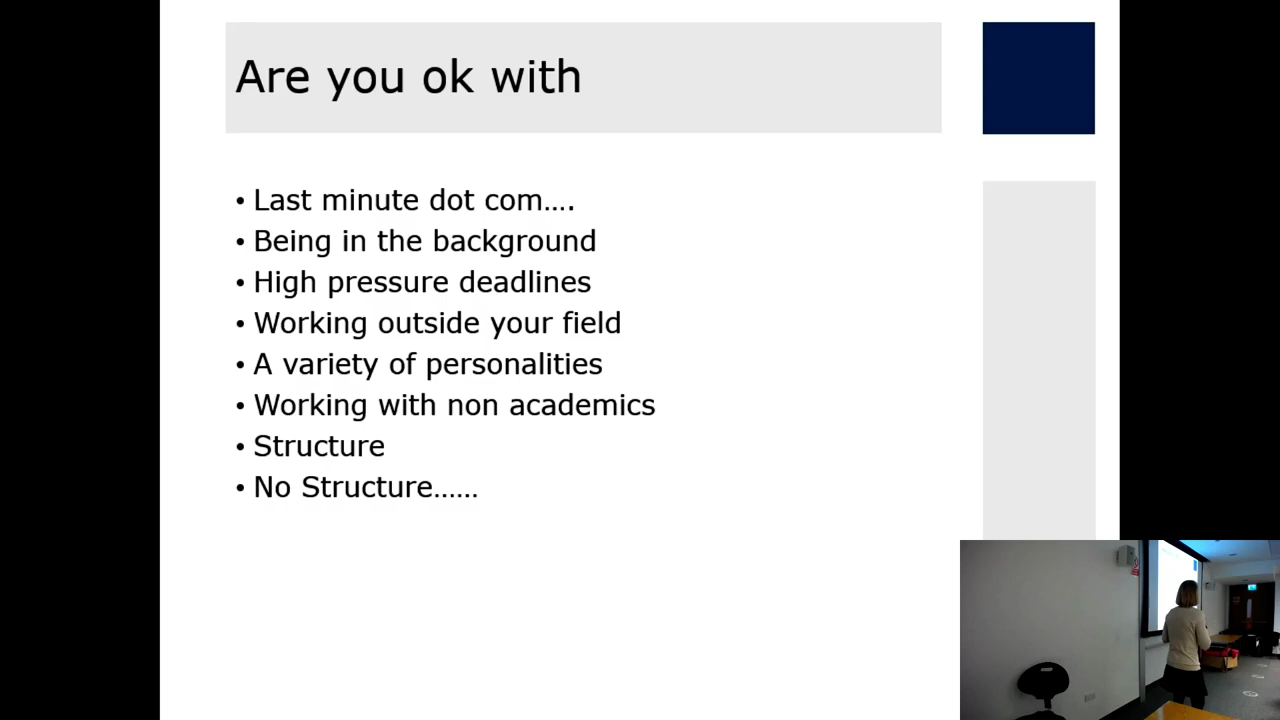 Are you ok with
• Last minute dot com….
• Being in the background
• High pressure deadlines
• Working outside your field
• A variety of personalities
• Working with non academics
• Structure
• No Structure……